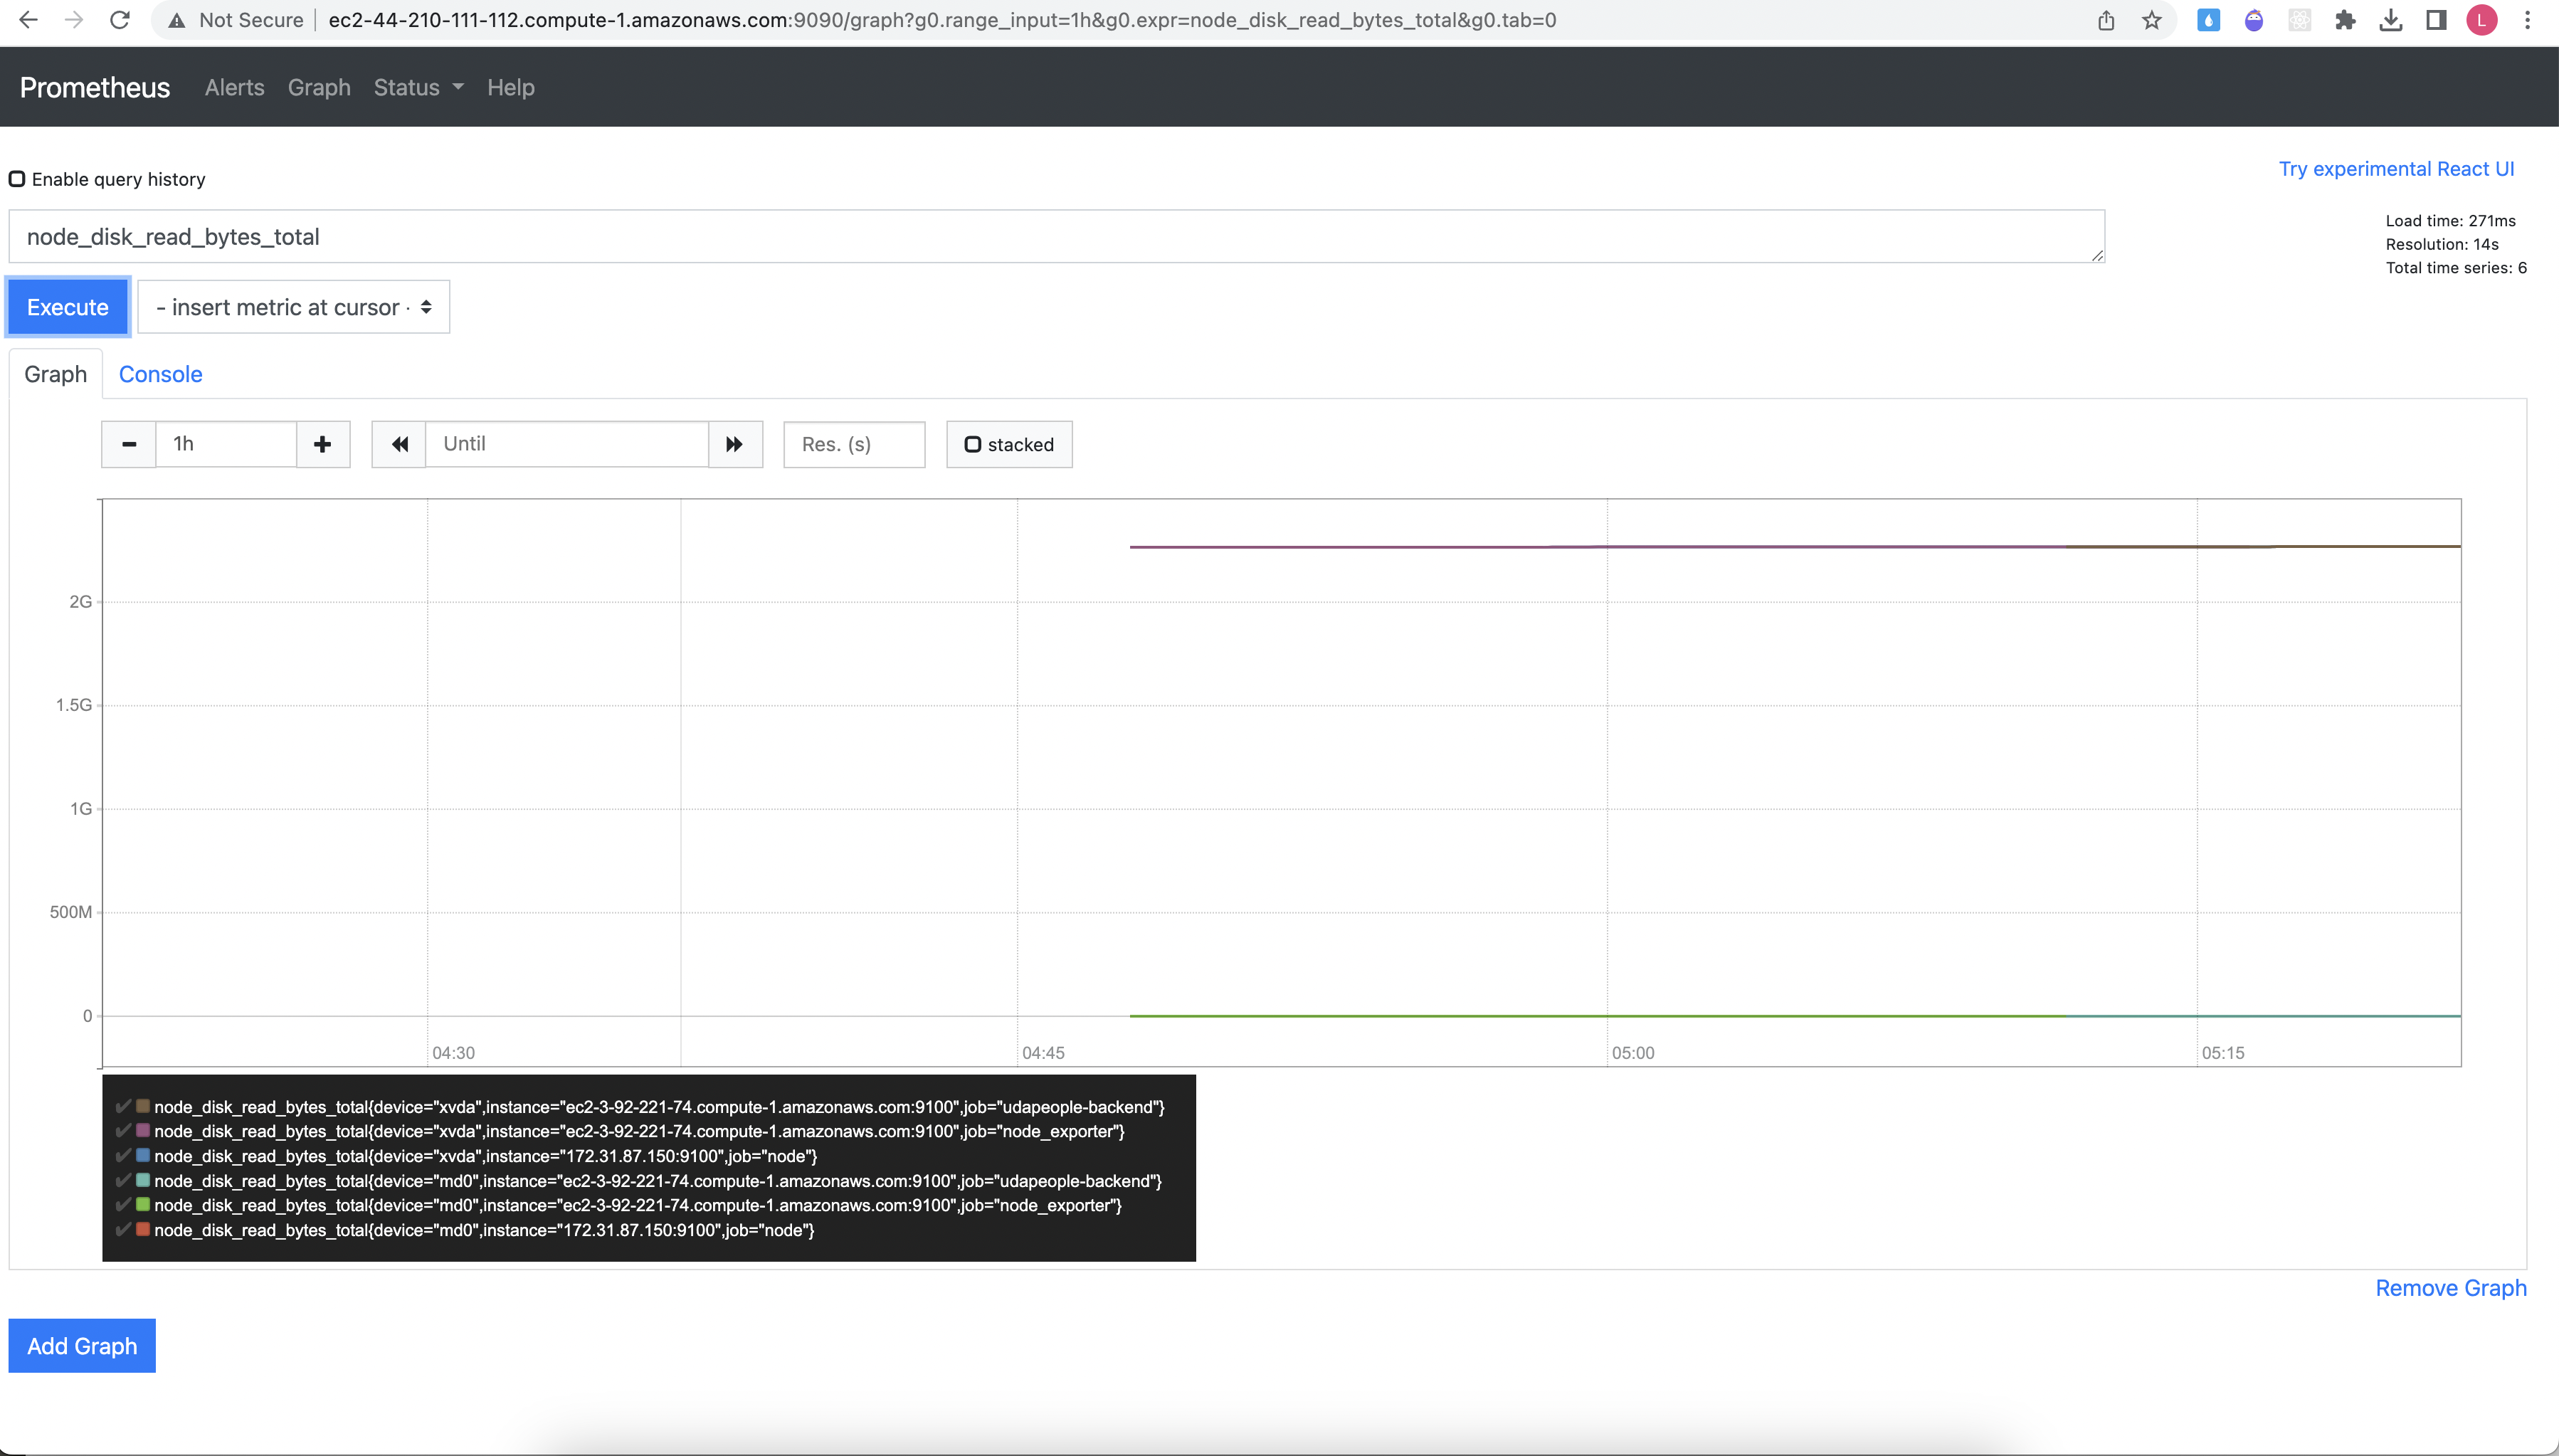 Not Secure ec2-44-210-111-112.compute-1.amazonaws.com:9090/graph?g0.range_input=1h&g0.expr=node_disk_read_bytes_total&g0.tab=0
L
Prometheus Alerts Graph Status Help
Enable query history
Try experimental React UI
node_disk_read_bytes_total
Load time: 271ms
Resolution: 14s
Total time series: 6
Execute
- insert metric at cursor -
Graph Console
1h
Until
Res. (s)
stacked
2G
1.5G
1G
500M
0
04:30 04:45 05:00 05:15
node_disk_read_bytes_total{device="xvda",instance="ec2-3-92-221-74.compute-1.amazonaws.com:9100",job="udapeople-backend"}
node_disk_read_bytes_total{device="xvda",instance="ec2-3-92-221-74.compute-1.amazonaws.com:9100",job="node_exporter"}
node_disk_read_bytes_total{device="xvda",instance="172.31.87.150:9100",job="node"}
node_disk_read_bytes_total{device="md0",instance="ec2-3-92-221-74.compute-1.amazonaws.com:9100",job="udapeople-backend"}
node_disk_read_bytes_total{device="md0",instance="ec2-3-92-221-74.compute-1.amazonaws.com:9100",job="node_exporter"}
node_disk_read_bytes_total{device="md0",instance="172.31.87.150:9100",job="node"}
Remove Graph
Add Graph